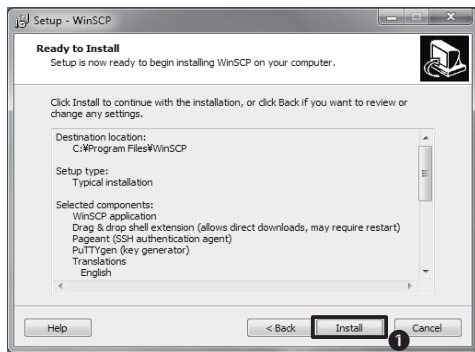 Setup - WinSCP
Ready to Install
Setup is now ready to begin installing WinSCP on your computer.
Click Install to continue with the installation, or click Back if you want to review or
change any settings.
Destination location:
C:¥Program Files¥WinSCP
Setup type:
Typical installation
Selected components:
WinSCP application
Drag & drop shell extension (allows direct downloads, may require restart)
Pageant (SSH authentication agent)
PuTTYgen (key generator)
Translations
English
Help < Back Install Cancel
❶